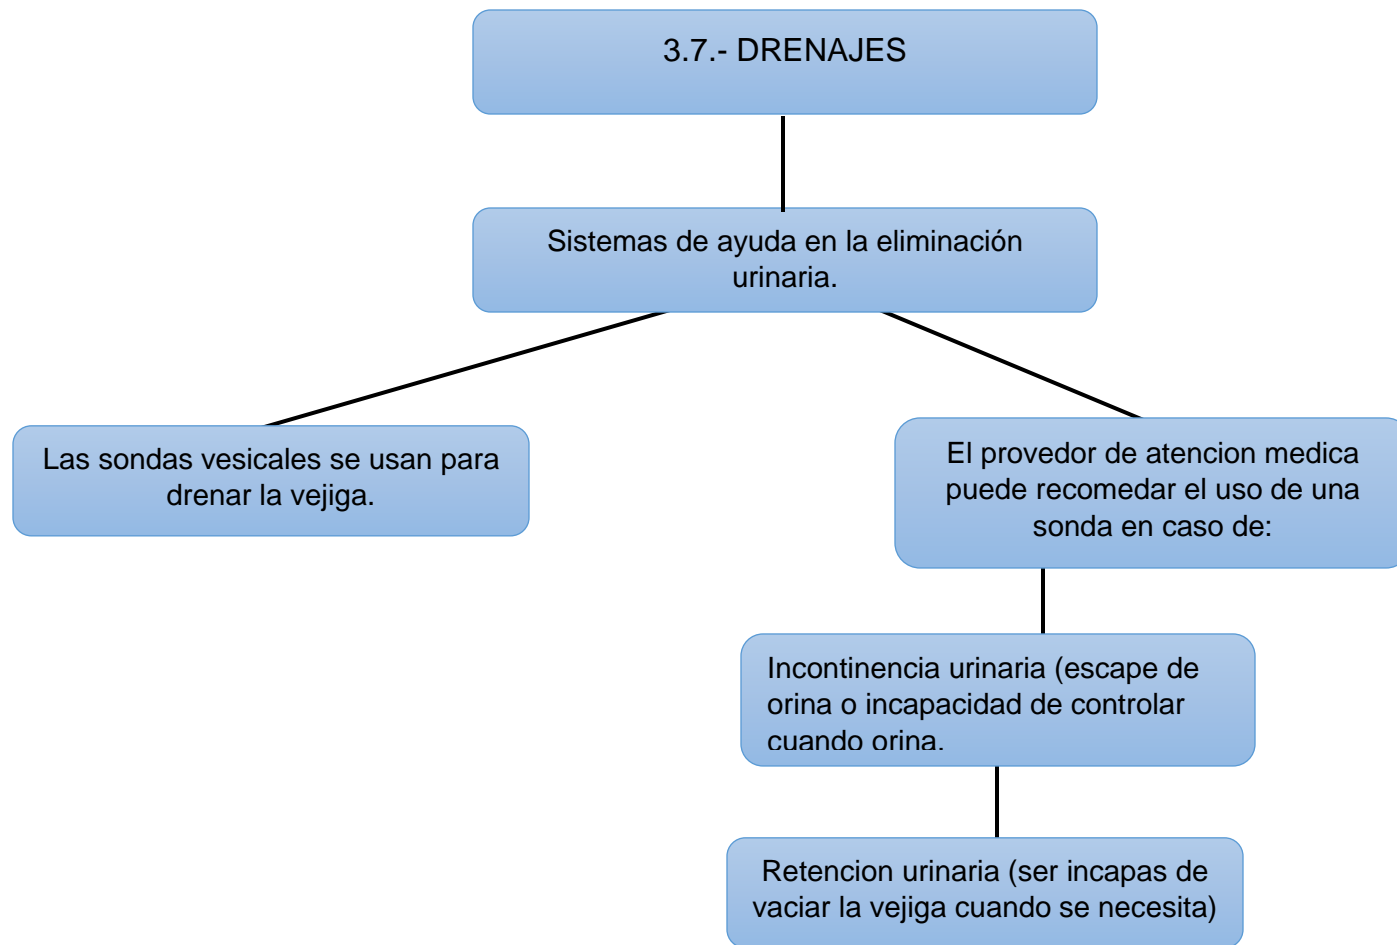 3.7.- DRENAJES
Sistemas de ayuda en la eliminación
urinaria.
Las sondas vesicales se usan para
drenar la vejiga.
El provedor de atencion medica
puede recomedar el uso de una
sonda en caso de:
Incontinencia urinaria (escape de
orina o incapacidad de controlar
cuando orina.
Retencion urinaria (ser incapas de
vaciar la vejiga cuando se necesita)